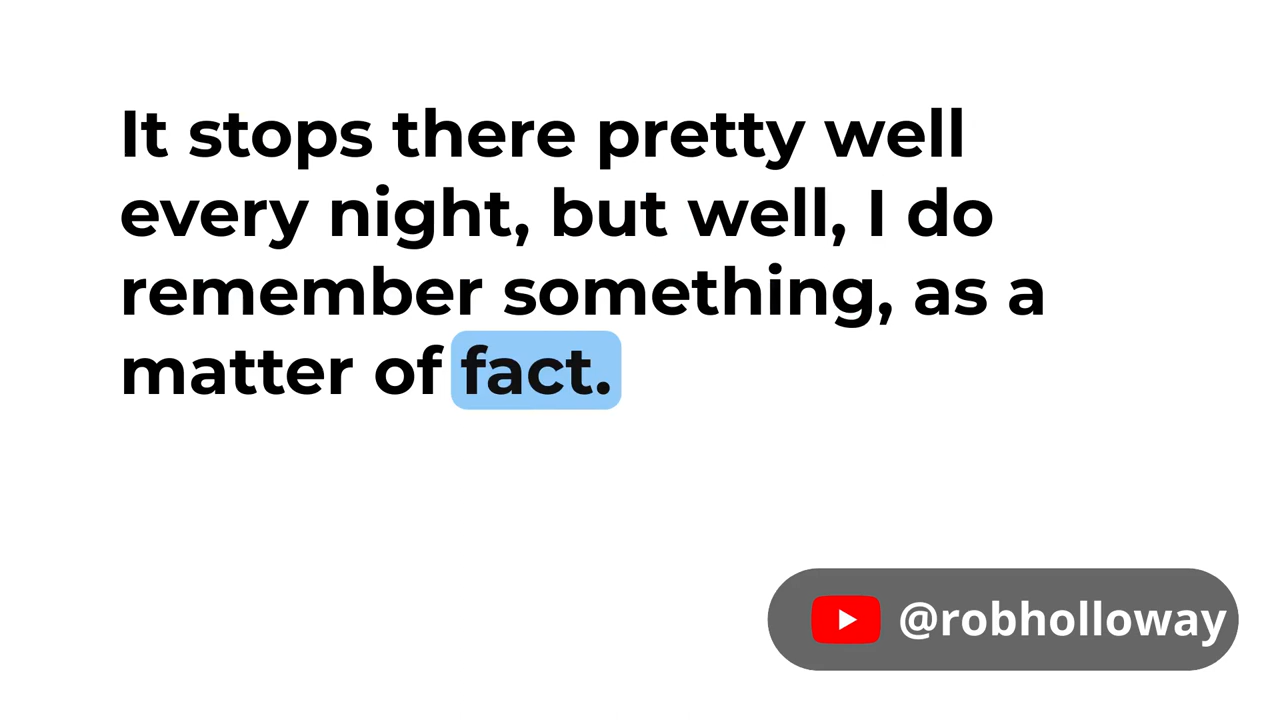 It stops there pretty well
every night, but well, I do
remember something, as a
matter of fact.
@robholloway